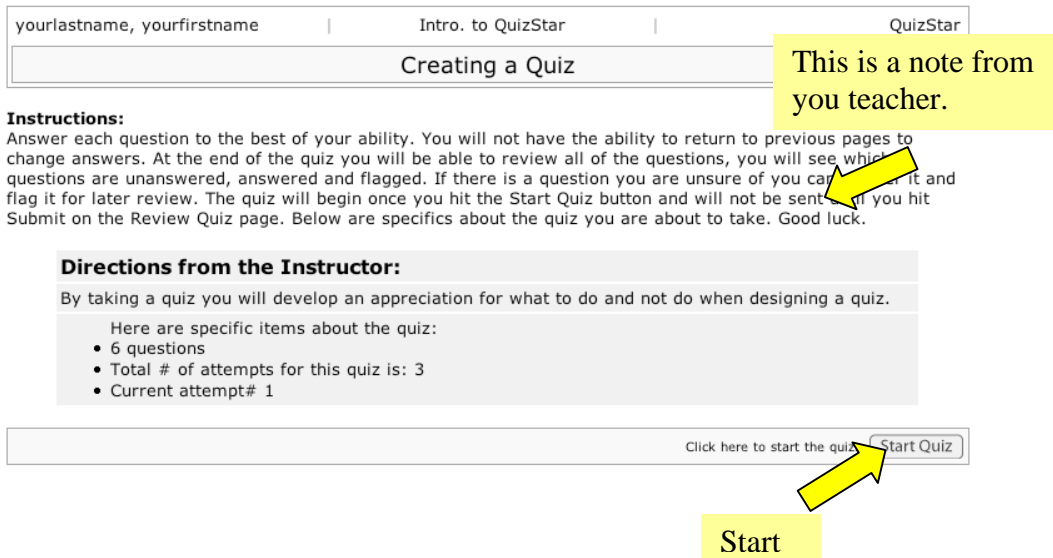 yourlastname, yourfirstname | Intro. to QuizStar | QuizStar
Creating a Quiz
This is a note from
you teacher.
Instructions:
Answer each question to the best of your ability. You will not have the ability to return to previous pages to
change answers. At the end of the quiz you will be able to review all of the questions, you will see which
questions are unanswered, answered and flagged. If there is a question you are unsure of you can it and
flag it for later review. The quiz will begin once you hit the Start Quiz button and will not be sent you hit
Submit on the Review Quiz page. Below are specifics about the quiz you are about to take. Good luck.
Directions from the Instructor:
By taking a quiz you will develop an appreciation for what to do and not do when designing a quiz.
Here are specific items about the quiz:
• 6 questions
• Total # of attempts for this quiz is: 3
• Current attempt# 1
Click here to start the quiz Start Quiz
Start